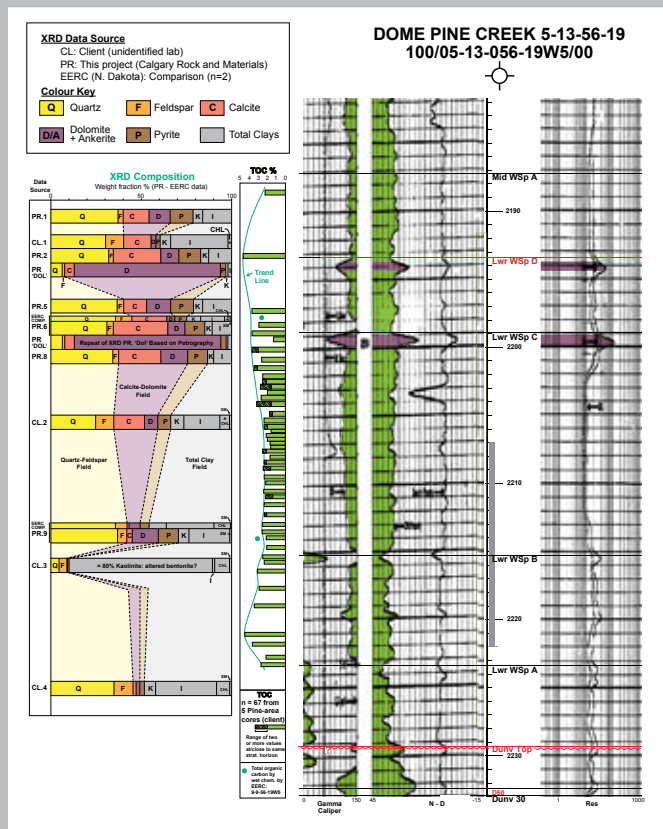 DOME PINE CREEK 5-13-56-19
100/05-13-056-19W5/00
XRD Data Source
CL: Client (unidentified lab)
PR: This project (Calgary Rock and Materials)
EERC (N. Dakota): Comparison (n=2)
Colour Key
Q Quartz F Feldspar C Calcite
D/A Dolomite + Ankerite P Pyrite Total Clays
XRD Composition
Weight fraction % (PR - EERC data)
Data Source
0 100
TOC %
5 4 3 2 1 0
PR.1 Q F C D P K I
CHL
CL.1 Q F C K I
PR.2 Q F C D P K I
PR 'DOL' Q C D P
F K I
Trend Line
PR.5 Q F C D P K I
CHL
EERC COMP.
PR.6 Q F C D P K I SM
PR 'DOL' Repeat of XRD PR. 'Dol' Based on Petrography
PR.8 Q F C D P K I
Calcite-Dolomite Field
SM
CL.2 Q F C D P K I
CHL
Quartz-Feldspar Field
Total Clay Field
EERC COMP.
PR.9 Q F C D P K I SM
CL.3 Q F ≈ 80% Kaolinite: altered bentonite? CHL
SM
I
SM
CL.4 Q F K I CHL
TOC
n = 67 from
5 Pine-area
cores (client)
Range of two
or more values
at/close to same
strat. horizon
Total organic
carbon by
wet chem. by
EERC:
9-9-56-19W5
Mid WSp A
2190
Lwr WSp D
Lwr WSp C
2200
2210
Lwr WSp B
2220
Lwr WSp A
Dunv Top
2230
D50
Dunv 30
0 Gamma Caliper 150 45 N - D -15 1 Res 1000